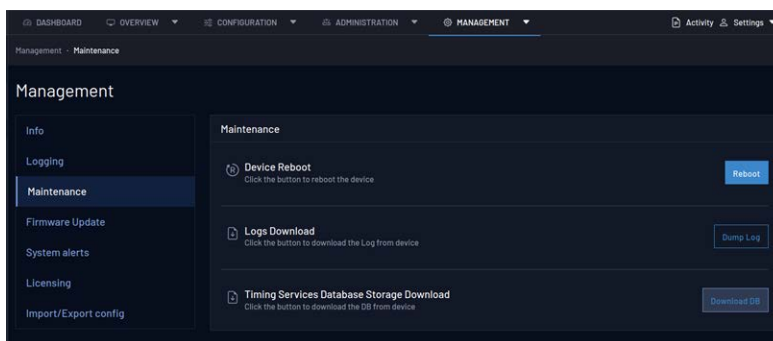 DASHBOARD OVERVIEW CONFIGURATION ADMINISTRATION MANAGEMENT Activity Settings
Management - Maintenance
Management
Info
Logging
Maintenance
Firmware Update
System alerts
Licensing
Import/Export config
Maintenance
Device Reboot
Click the button to reboot the device
Reboot
Logs Download
Click the button to download the Log from device
Dump Log
Timing Services Database Storage Download
Click the button to download the DB from device
Download DB